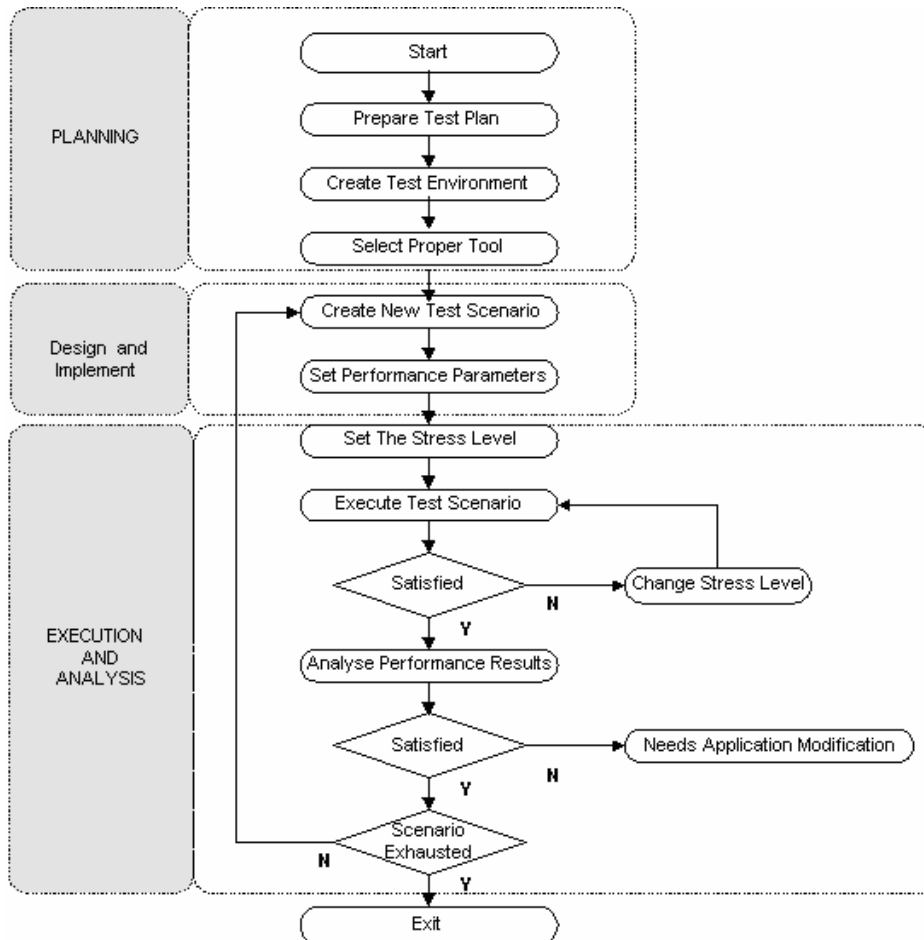 Start
PLANNING
Prepare Test Plan
Create Test Environment
Select Proper Tool
Design and
Implement
Create New Test Scenario
Set Performance Parameters
EXECUTION
AND
ANALYSIS
Set The Stress Level
Execute Test Scenario
Satisfied
N
Change Stress Level
Y
Analyse Performance Results
Satisfied
N
Needs Application Modification
Y
Scenario
Exhausted
N
Y
Exit